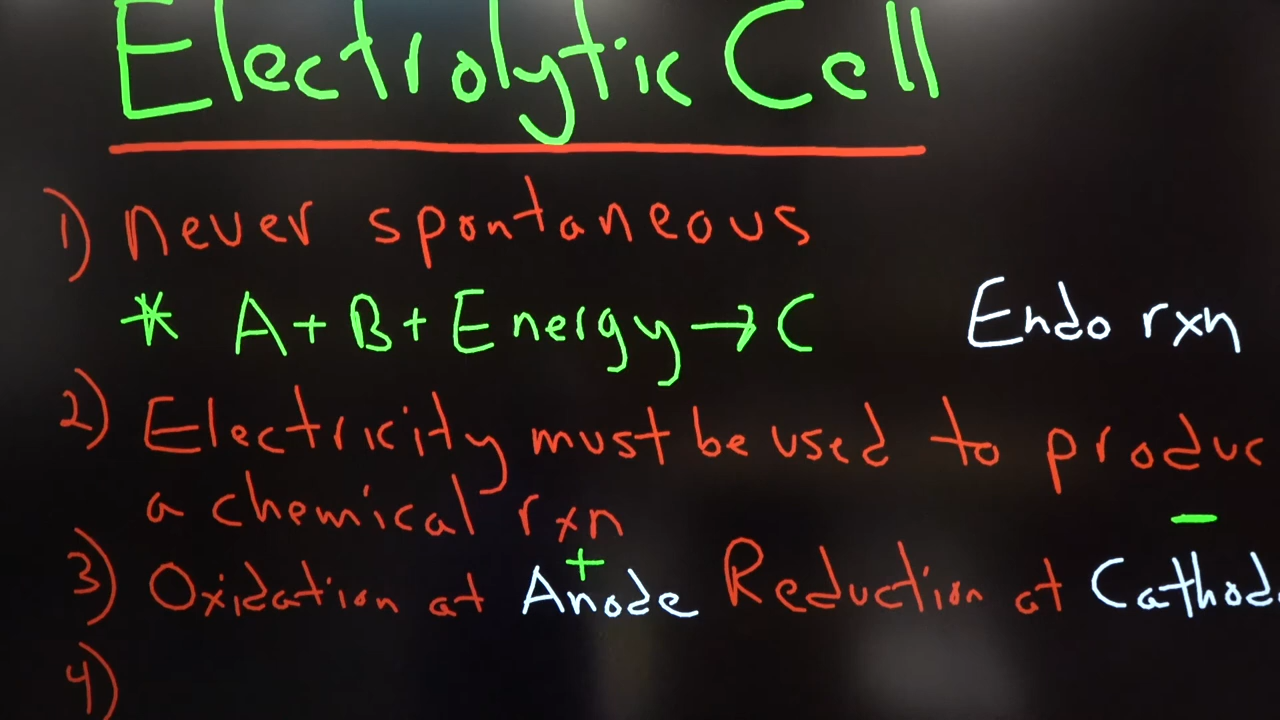 Electrolytic Cell
1) never spontaneous
* A + B + Energy → C Endo rxn
2) Electricity must be used to produc
a chemical rxn
+ −
3) Oxidation at Anode Reduction at Cathod
4)